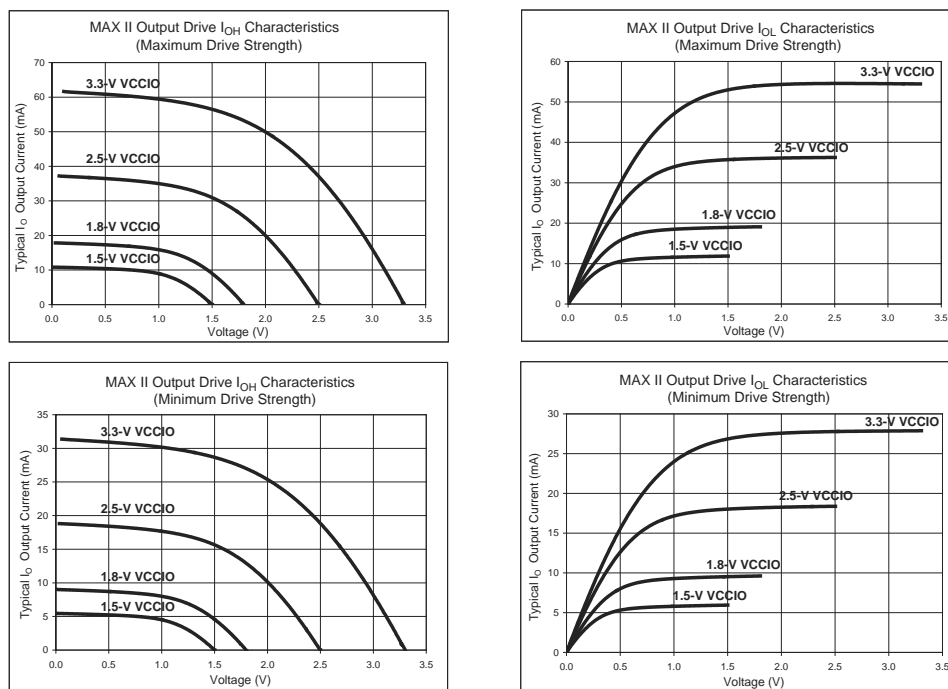 MAX II Output Drive IOH Characteristics
(Maximum Drive Strength)
Typical IO Output Current (mA)
70
60
50
40
30
20
10
0
3.3-V VCCIO
2.5-V VCCIO
1.8-V VCCIO
1.5-V VCCIO
0.0 0.5 1.0 1.5 2.0 2.5 3.0 3.5
Voltage (V)
MAX II Output Drive IOL Characteristics
(Maximum Drive Strength)
Typical IO Output Current (mA)
60
50
40
30
20
10
0
3.3-V VCCIO
2.5-V VCCIO
1.8-V VCCIO
1.5-V VCCIO
0.0 0.5 1.0 1.5 2.0 2.5 3.0 3.5
Voltage (V)
MAX II Output Drive IOH Characteristics
(Minimum Drive Strength)
Typical IO Output Current (mA)
35
30
25
20
15
10
5
0
3.3-V VCCIO
2.5-V VCCIO
1.8-V VCCIO
1.5-V VCCIO
0.0 0.5 1.0 1.5 2.0 2.5 3.0 3.5
Voltage (V)
MAX II Output Drive IOL Characteristics
(Minimum Drive Strength)
Typical IO Output Current (mA)
30
25
20
15
10
5
0
3.3-V VCCIO
2.5-V VCCIO
1.8-V VCCIO
1.5-V VCCIO
0.0 0.5 1.0 1.5 2.0 2.5 3.0 3.5
Voltage (V)